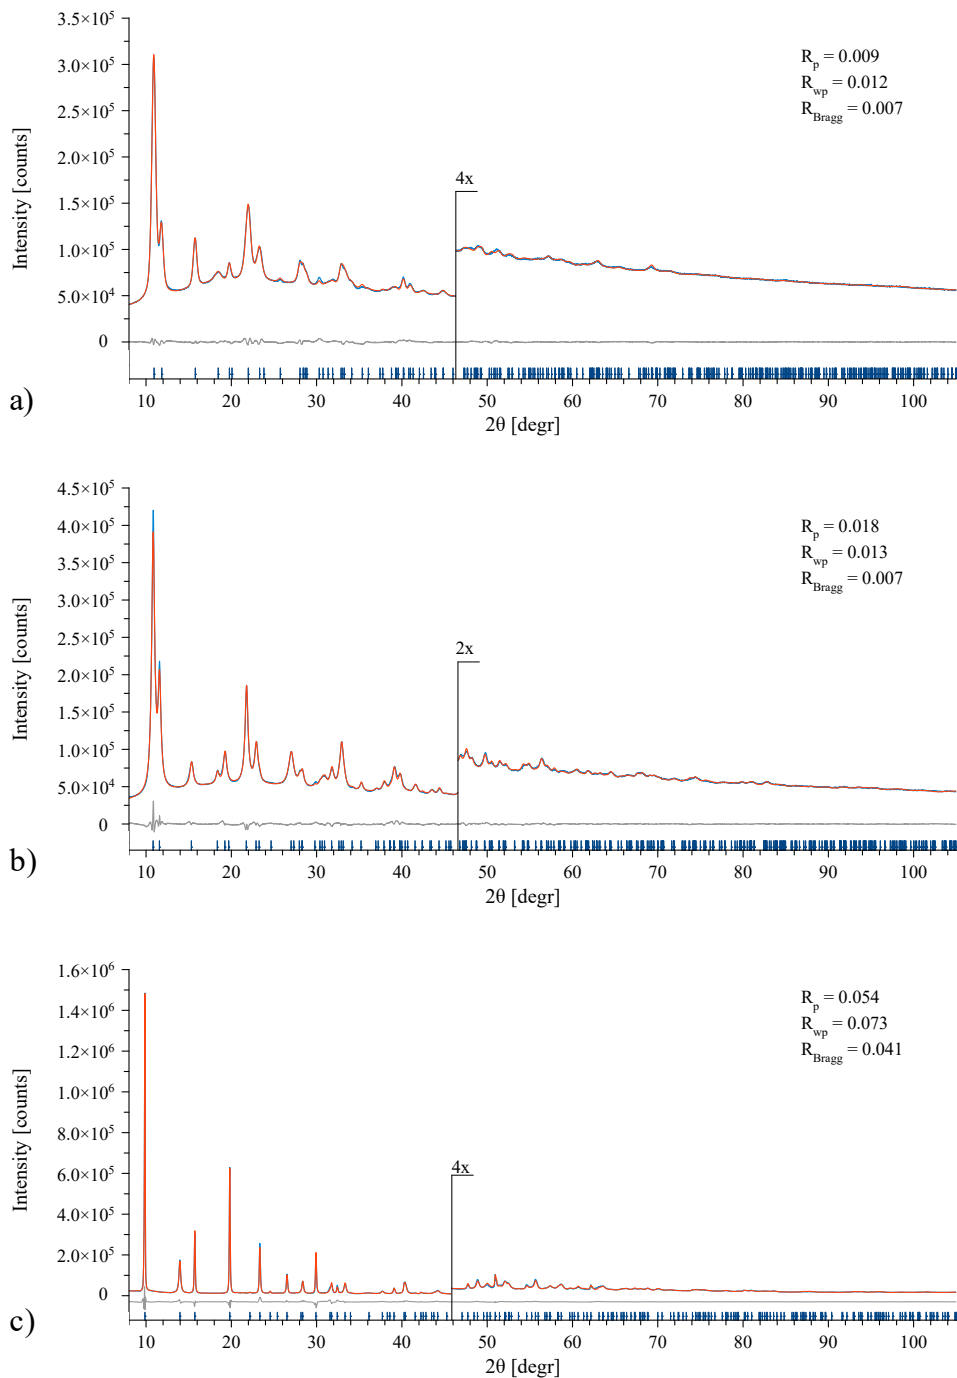 3.5×10⁵
3.0×10⁵
2.5×10⁵
2.0×10⁵
1.5×10⁵
1.0×10⁵
5.0×10⁴
0
Intensity [counts]
R_p = 0.009
R_wp = 0.012
R_Bragg = 0.007
4x
10 20 30 40 50 60 70 80 90 100
2θ [degr]
a)
4.5×10⁵
4.0×10⁵
3.5×10⁵
3.0×10⁵
2.5×10⁵
2.0×10⁵
1.5×10⁵
1.0×10⁵
5.0×10⁴
0
Intensity [counts]
R_p = 0.018
R_wp = 0.013
R_Bragg = 0.007
2x
10 20 30 40 50 60 70 80 90 100
2θ [degr]
b)
1.6×10⁶
1.4×10⁶
1.2×10⁶
1.0×10⁶
8.0×10⁵
6.0×10⁵
4.0×10⁵
2.0×10⁵
0
Intensity [counts]
R_p = 0.054
R_wp = 0.073
R_Bragg = 0.041
4x
10 20 30 40 50 60 70 80 90 100
2θ [degr]
c)